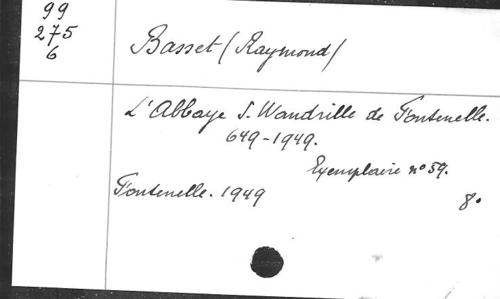 99
275
6
Basset (Raymond)
L'Abbaye S. Wandrille de Fontenelle.
649-1949.
Exemplaire n° 59.
Fontenelle. 1949
8°